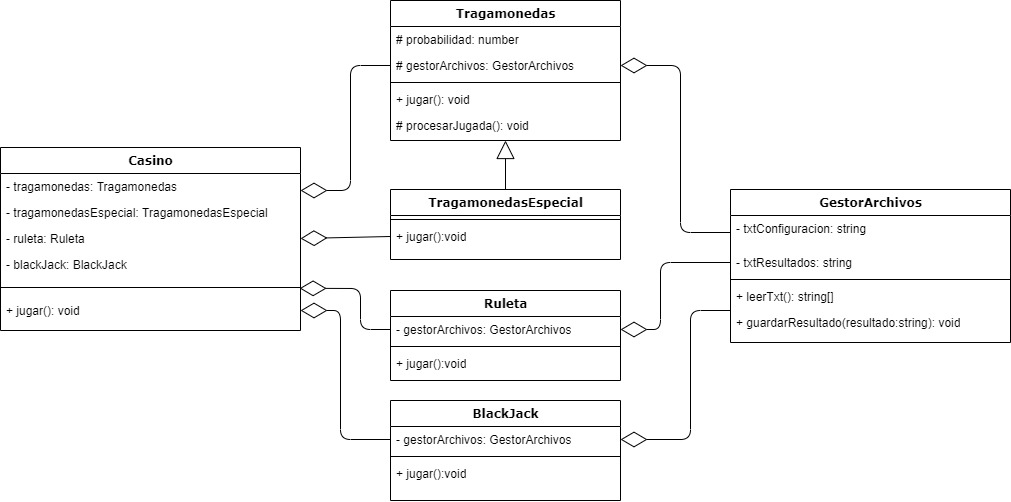 Tragamonedas
# probabilidad: number
# gestorArchivos: GestorArchivos
+ jugar(): void
# procesarJugada(): void
Casino
- tragamonedas: Tragamonedas
- tragamonedasEspecial: TragamonedasEspecial
- ruleta: Ruleta
- blackJack: BlackJack
+ jugar(): void
TragamonedasEspecial
+ jugar():void
GestorArchivos
- txtConfiguracion: string
- txtResultados: string
+ leerTxt(): string[]
+ guardarResultado(resultado:string): void
Ruleta
- gestorArchivos: GestorArchivos
+ jugar():void
BlackJack
- gestorArchivos: GestorArchivos
+ jugar():void